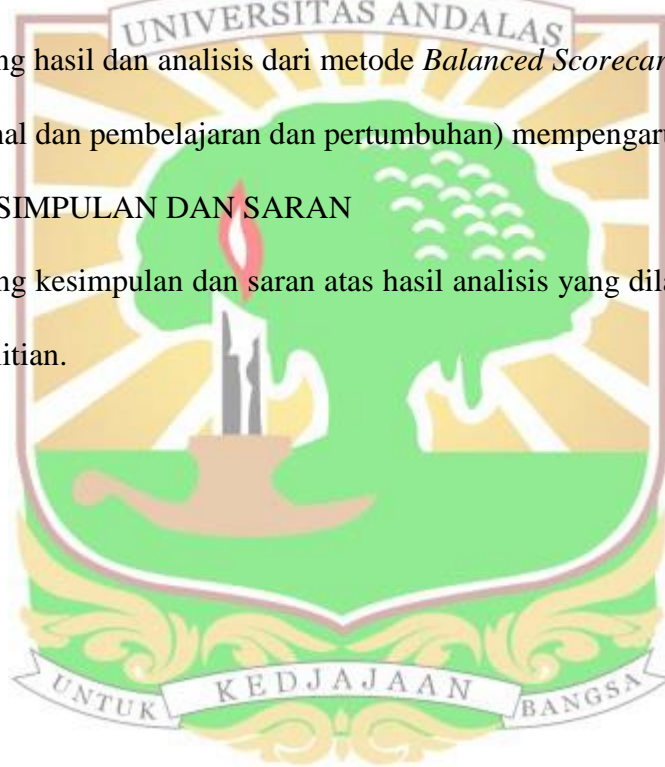 UNIVERSITAS ANDALAS
ng hasil dan analisis dari metode Balanced Scorecar
nal dan pembelajaran dan pertumbuhan) mempengaru
SIMPULAN DAN SARAN
ng kesimpulan dan saran atas hasil analisis yang dila
litian.
UNTUK KEDJAJAAN BANGSA